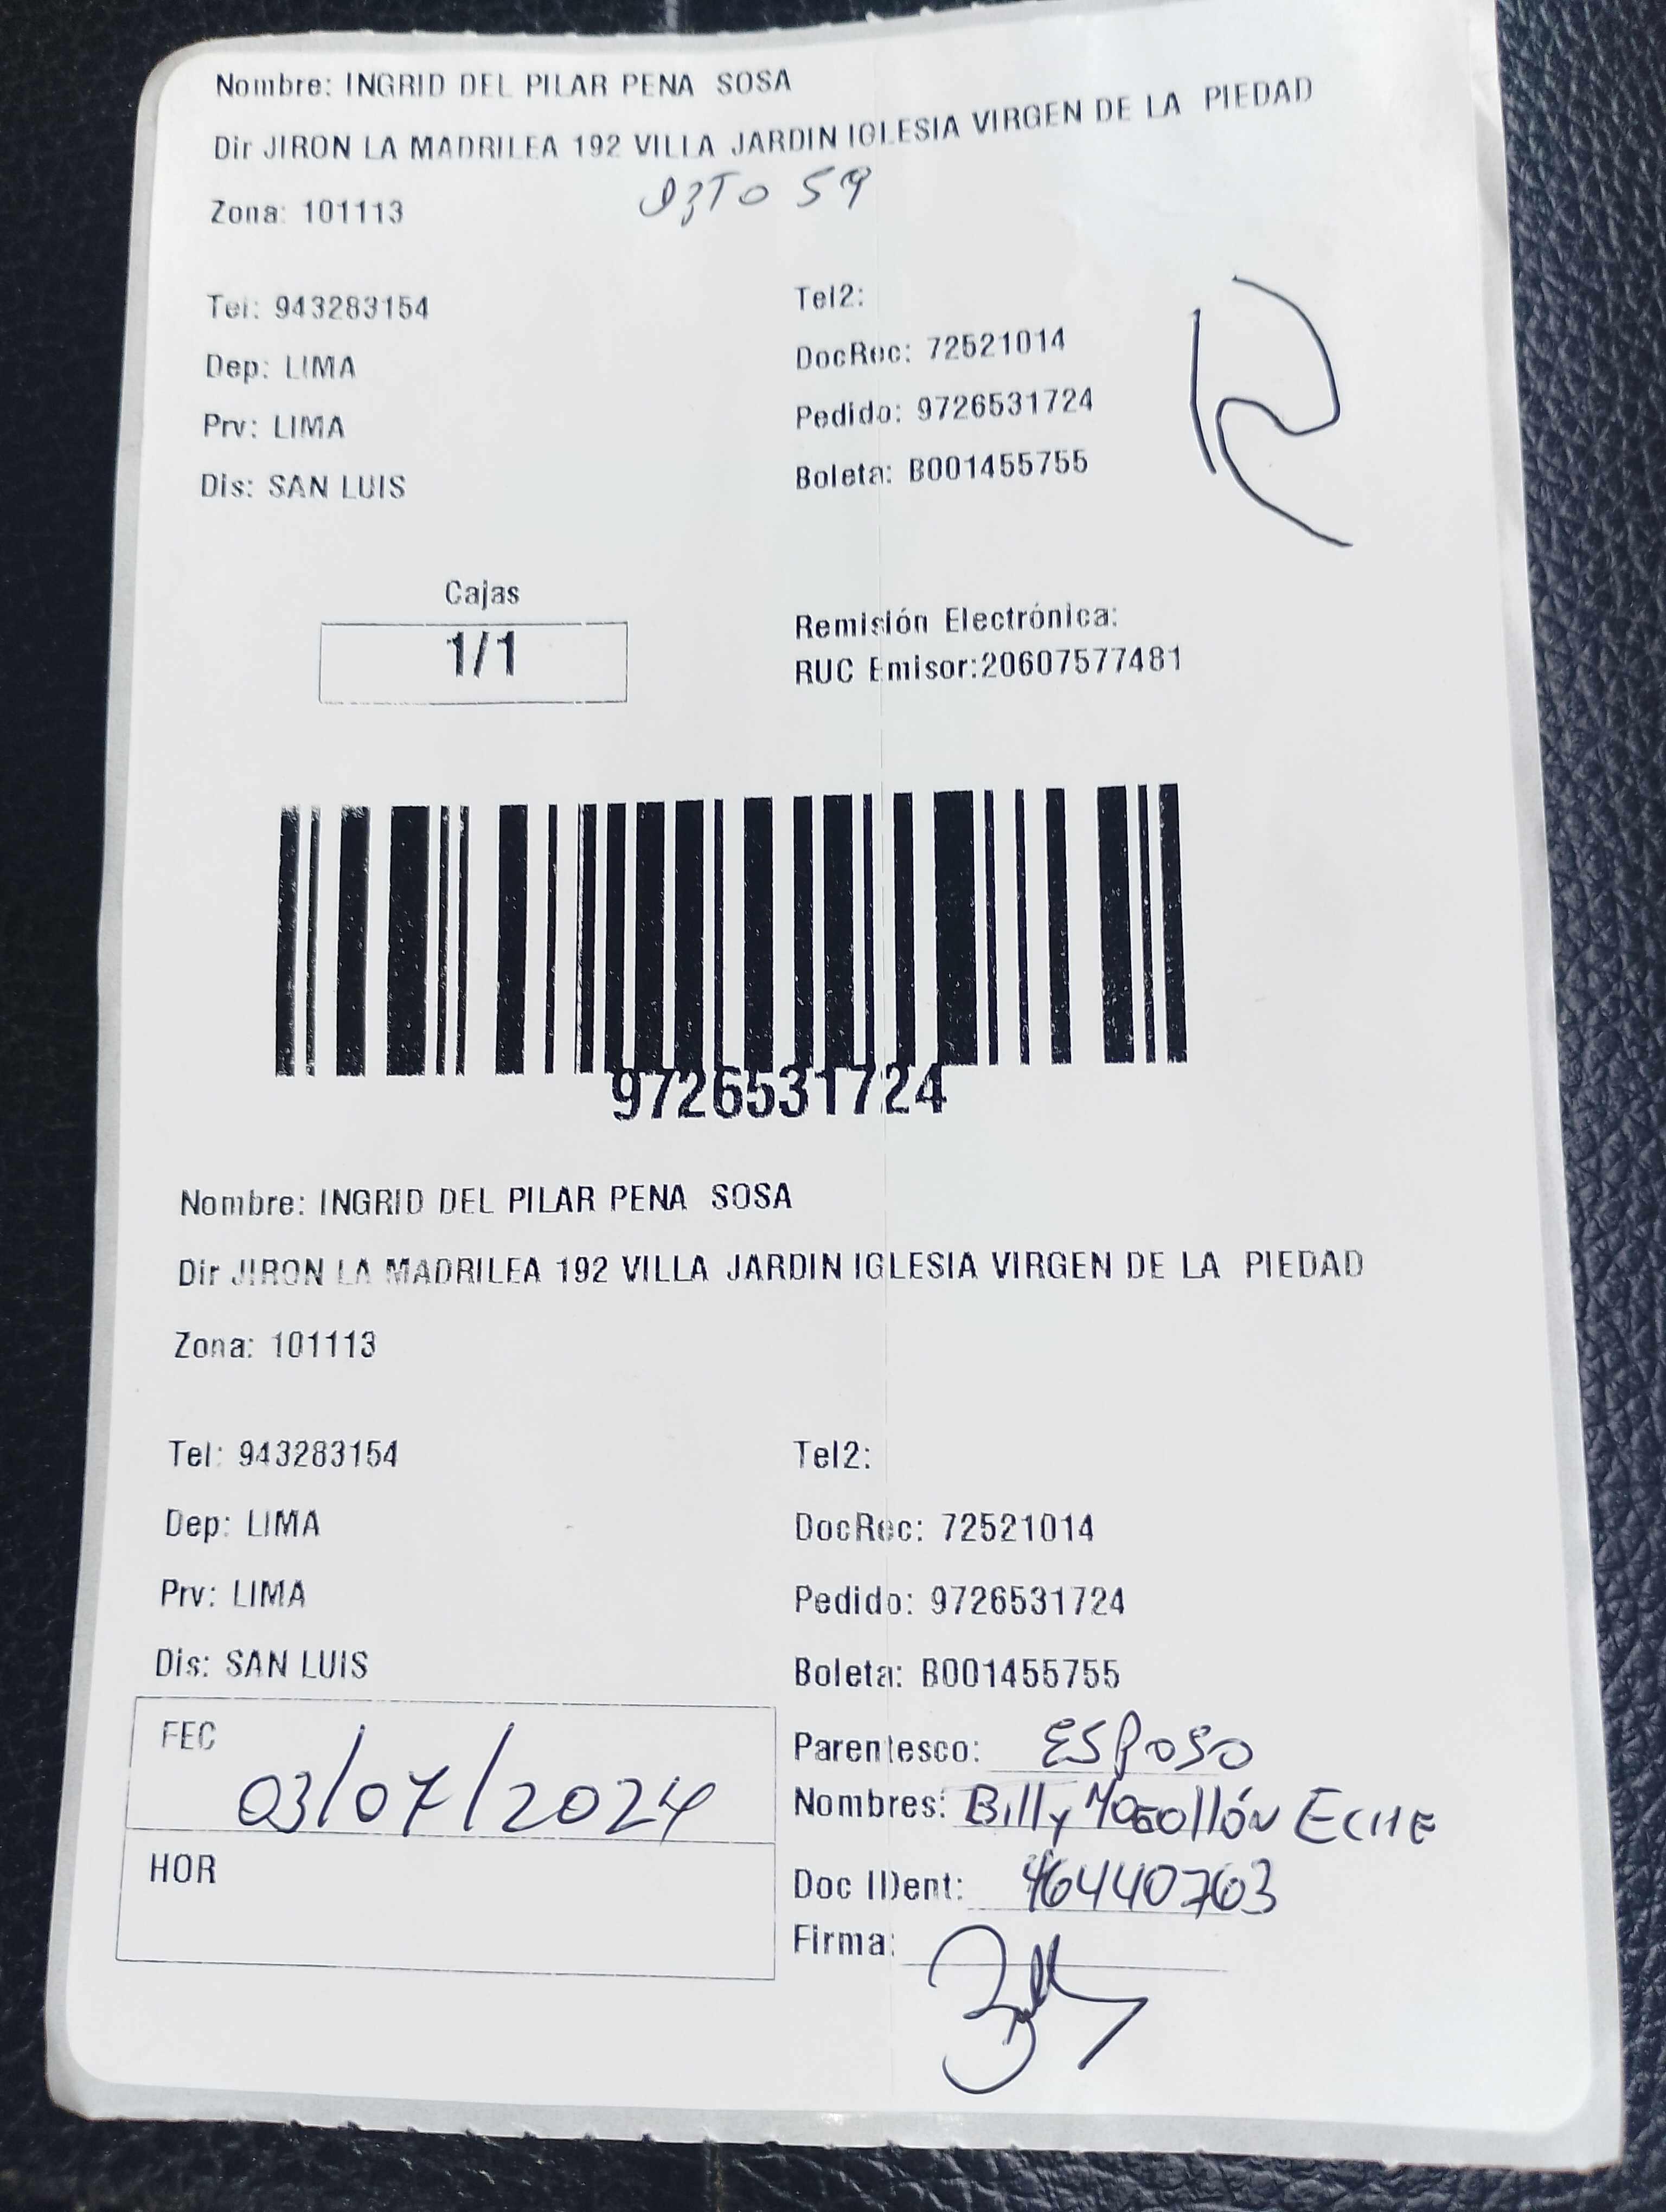 Nombre: INGRID DEL PILAR PENA SOSA
Dir JIRON LA MADRILEA 192 VILLA JARDIN IGLESIA VIRGEN DE LA PIEDAD
Zona: 101113
59
Tel: 943283154
Tel2:
Dep: LIMA
DocRec: 72521014
Prv: LIMA
Pedido: 9726531724
Dis: SAN LUIS
Boleta: B001455755
Cajas
1/1
Remisión Electrónica:
RUC Emisor:20607577481
9726531724
Nombre: INGRID DEL PILAR PENA SOSA
Dir JIRON LA MADRILEA 192 VILLA JARDIN IGLESIA VIRGEN DE LA PIEDAD
Zona: 101113
Tel: 943283154
Tel2:
Dep: LIMA
DocRec: 72521014
Prv: LIMA
Pedido: 9726531724
Dis: SAN LUIS
Boleta: B001455755
FEC 03/07/2024
Parentesco: ESPOSO
Nombres: Billy MOGOllóN ECHE
HOR
Doc IDent: 46440763
Firma: